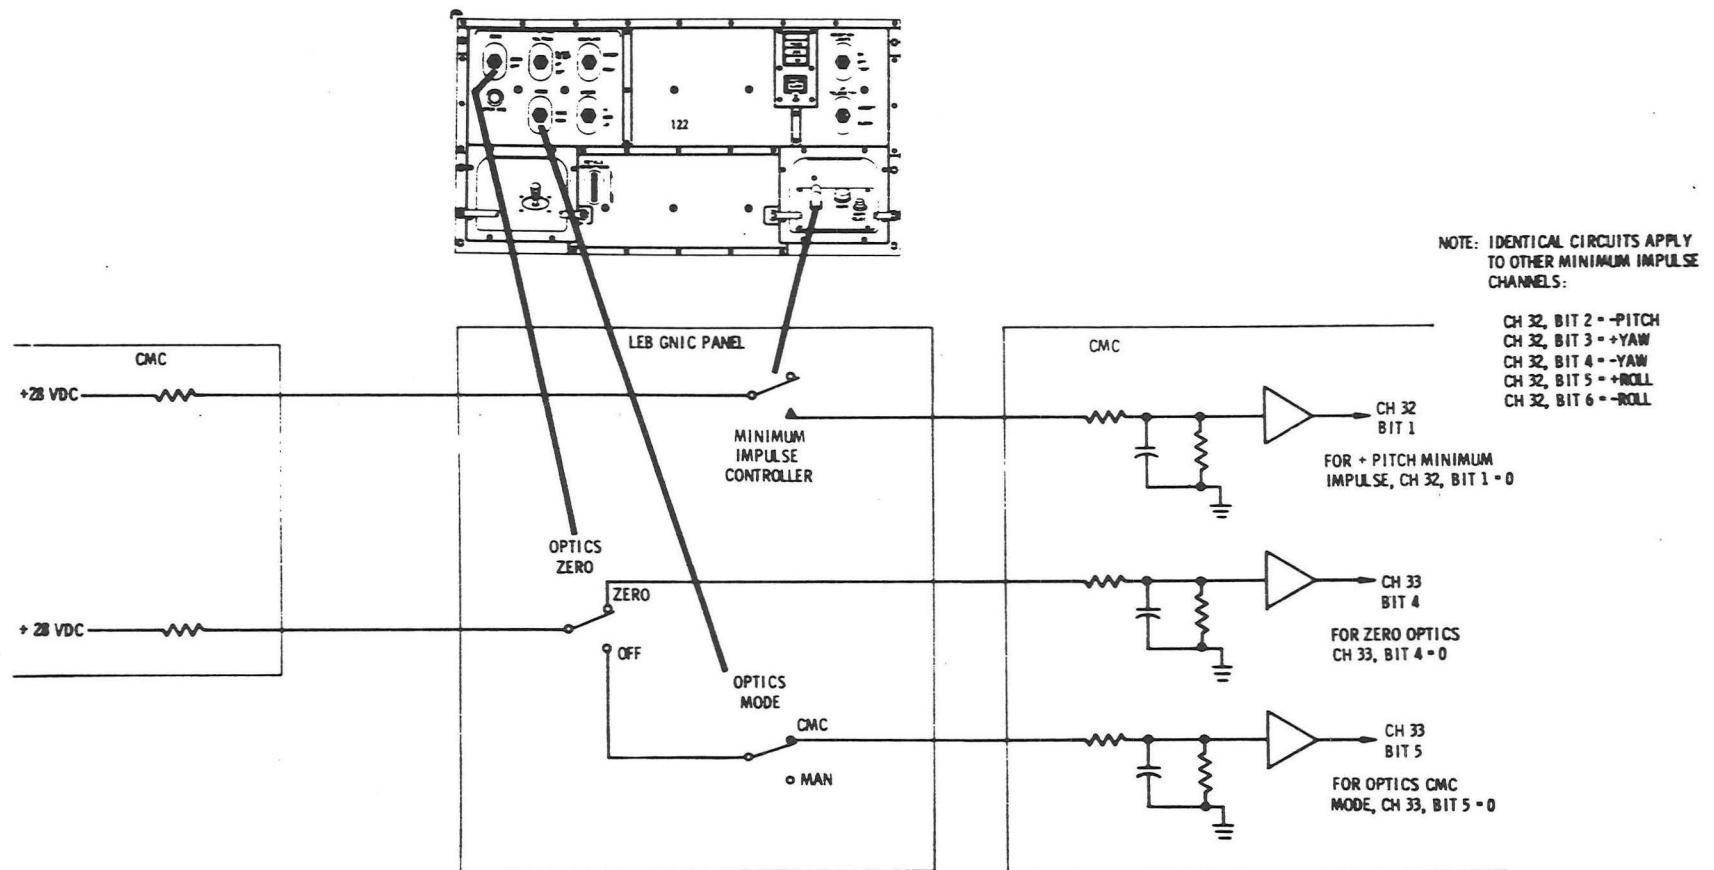 122
NOTE: IDENTICAL CIRCUITS APPLY
TO OTHER MINIMUM IMPULSE
CHANNELS:
CH 32, BIT 2 = -PITCH
CH 32, BIT 3 = +YAW
CH 32, BIT 4 = -YAW
CH 32, BIT 5 = +ROLL
CH 32, BIT 6 = -ROLL
CMC
+28 VDC
+ 28 VDC
LEB GNIC PANEL
MINIMUM
IMPULSE
CONTROLLER
OPTICS
ZERO
ZERO
OFF
OPTICS
MODE
CMC
MAN
CMC
CH 32
BIT 1
FOR + PITCH MINIMUM
IMPULSE, CH 32, BIT 1 = 0
CH 33
BIT 4
FOR ZERO OPTICS
CH 33, BIT 4 = 0
CH 33
BIT 5
FOR OPTICS CMC
MODE, CH 33, BIT 5 = 0